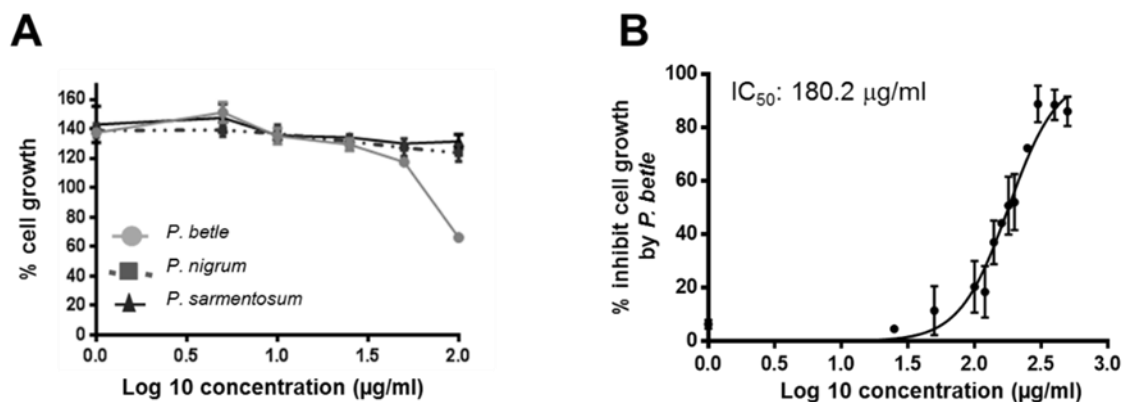 A
160
140
120
100
80
60
40
20
0
% cell growth
P. betle
P. nigrum
P. sarmentosum
0.0 0.5 1.0 1.5 2.0
Log 10 concentration (µg/ml)
B
100
80
60
40
20
0
% inhibit cell growth
by P. betle
IC50: 180.2 µg/ml
0.0 0.5 1.0 1.5 2.0 2.5 3.0
Log 10 concentration (µg/ml)